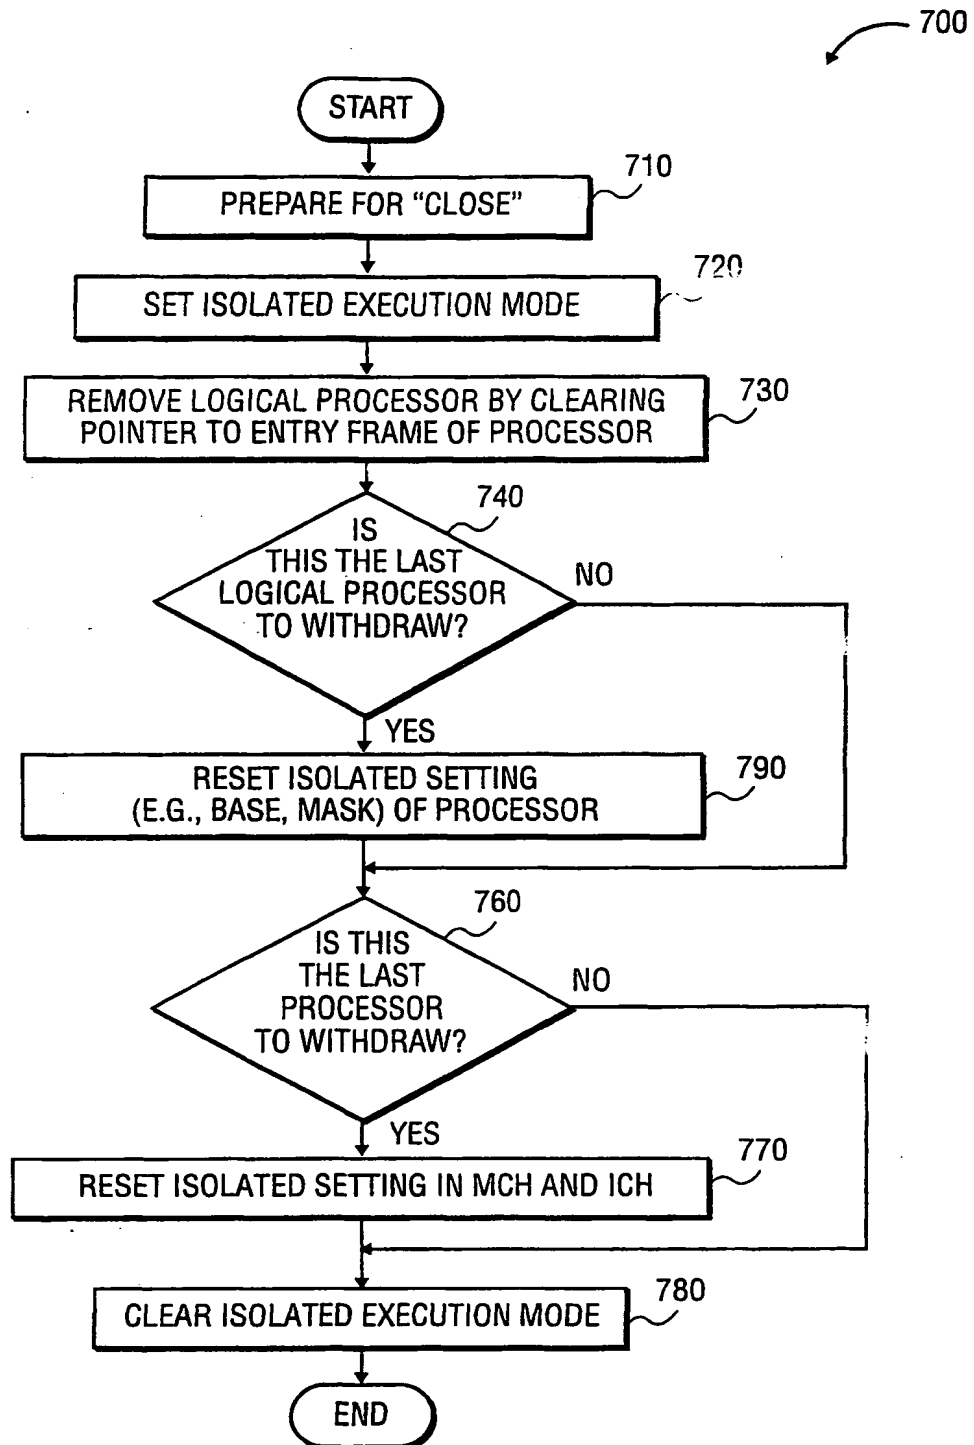 700
START
710
PREPARE FOR “CLOSE”
720
SET ISOLATED EXECUTION MODE
730
REMOVE LOGICAL PROCESSOR BY CLEARING
POINTER TO ENTRY FRAME OF PROCESSOR
740
IS
THIS THE LAST
LOGICAL PROCESSOR
TO WITHDRAW?
NO
YES
790
RESET ISOLATED SETTING
(E.G., BASE, MASK) OF PROCESSOR
760
IS THIS
THE LAST
PROCESSOR
TO WITHDRAW?
NO
YES
770
RESET ISOLATED SETTING IN MCH AND ICH
780
CLEAR ISOLATED EXECUTION MODE
END